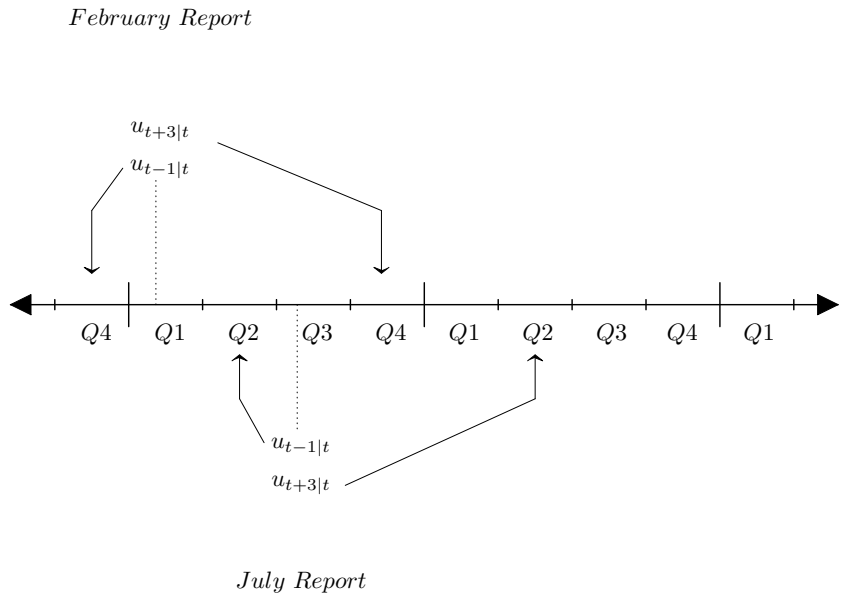 February Report
u_{t+3|t}
u_{t−1|t}
Q4 Q1 Q2 Q3 Q4 Q1 Q2 Q3 Q4 Q1
u_{t−1|t}
u_{t+3|t}
July Report